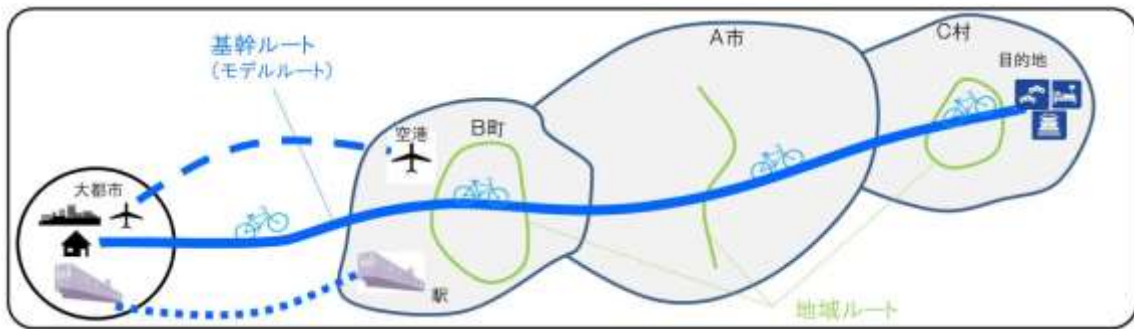 基幹ルート
（モデルルート）
大都市
空港
B町
駅
A市
C村
目的地
地域ルート